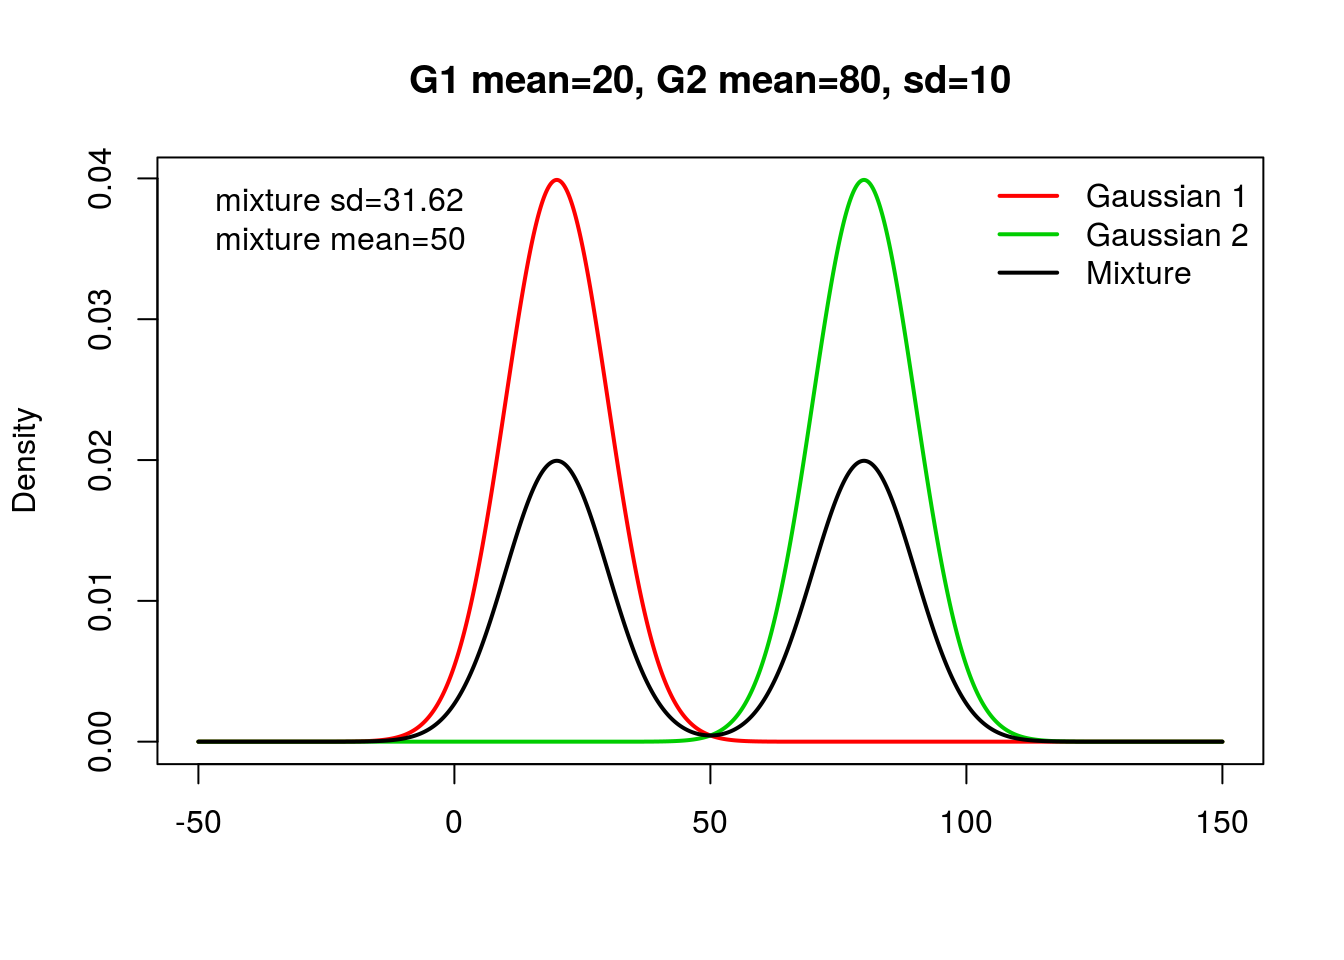 G1 mean=20, G2 mean=80, sd=10
mixture sd=31.62
mixture mean=50
Gaussian 1
Gaussian 2
Mixture
Density
0.04
0.03
0.02
0.01
0.00
-50 0 50 100 150